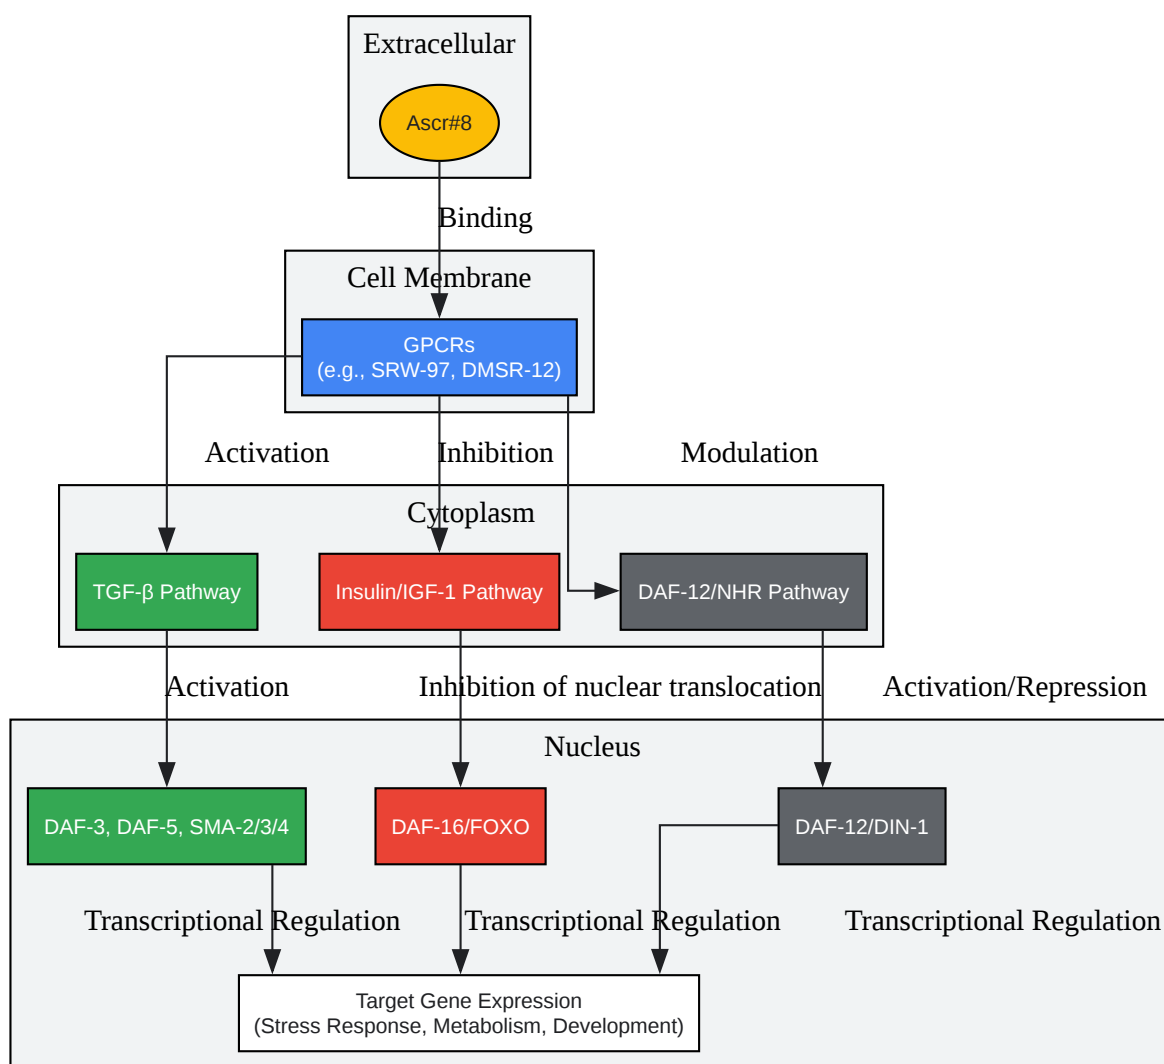 Extracellular
Ascr#8
Binding
Cell Membrane
GPCRs
(e.g., SRW-97, DMSR-12)
Activation
Inhibition
Modulation
Cytoplasm
TGF-β Pathway
Insulin/IGF-1 Pathway
DAF-12/NHR Pathway
Activation
Inhibition of nuclear translocation
Activation/Repression
Nucleus
DAF-3, DAF-5, SMA-2/3/4
DAF-16/FOXO
DAF-12/DIN-1
Transcriptional Regulation
Transcriptional Regulation
Transcriptional Regulation
Target Gene Expression
(Stress Response, Metabolism, Development)